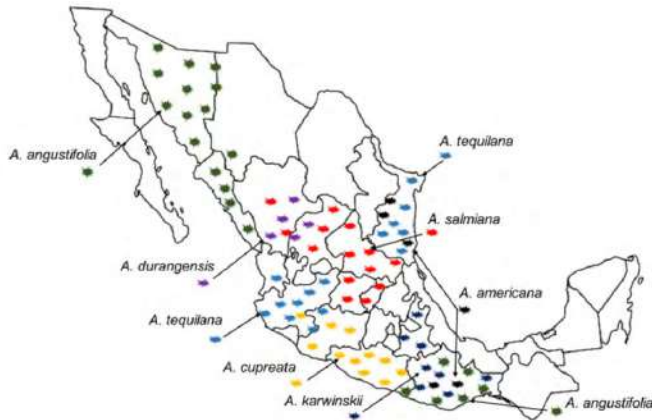 A. tequilana
A. angustifolia
A. salmiana
A. durangensis
A. americana
A. tequilana
A. cupreata
A. karwinskii
A. angustifolia